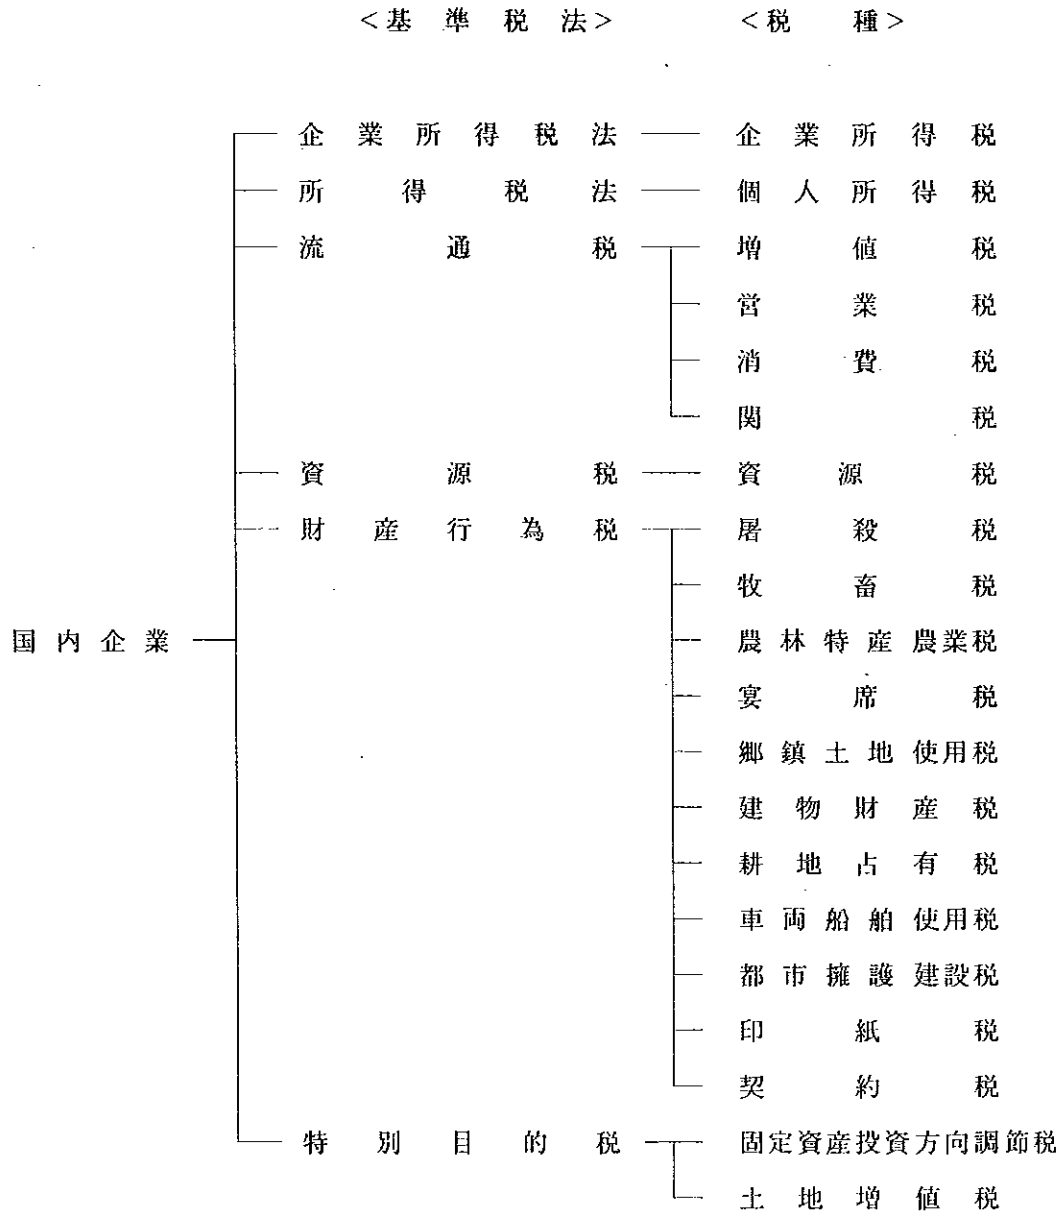 <基準税法> <税種>
企業所得税法 企業所得税
所得税法 個人所得税
流通税 増値税
営業税
消費税
関税
資源税 資源税
財産行為税 屠殺税
牧畜税
農林特産農業税
国内企業
宴席税
郷鎮土地使用税
建物財産税
耕地占有税
車両船舶使用税
都市擁護建設税
印紙税
契約税
特別目的税 固定資産投資方向調節税
土地増値税